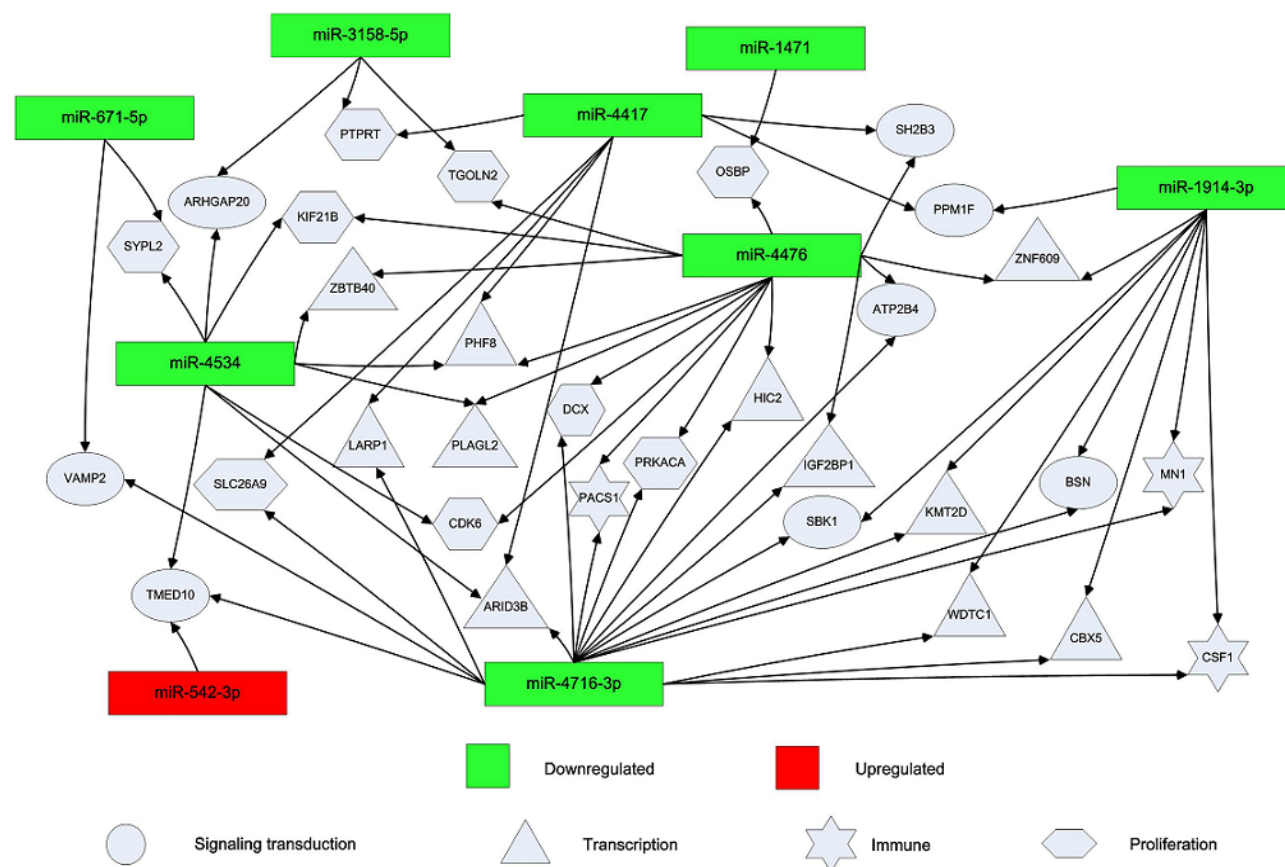 miR-3158-5p
miR-1471
miR-671-5p
miR-4417
PTPRT
SH2B3
TGOLN2
OSBP
miR-1914-3p
ARHGAP20
KIF21B
PPM1F
SYPL2
miR-4476
ZNF609
ZBTB40
ATP2B4
miR-4534
PHF8
DCX
HIC2
LARP1
PLAGL2
PRKACA
IGF2BP1
VAMP2
SLC26A9
PACS1
BSN
MN1
CDK6
SBK1
KMT2D
TMED10
ARID3B
WDTC1
CBX5
CSF1
miR-542-3p
miR-4716-3p
Downregulated
Upregulated
Signaling transduction
Transcription
Immune
Proliferation